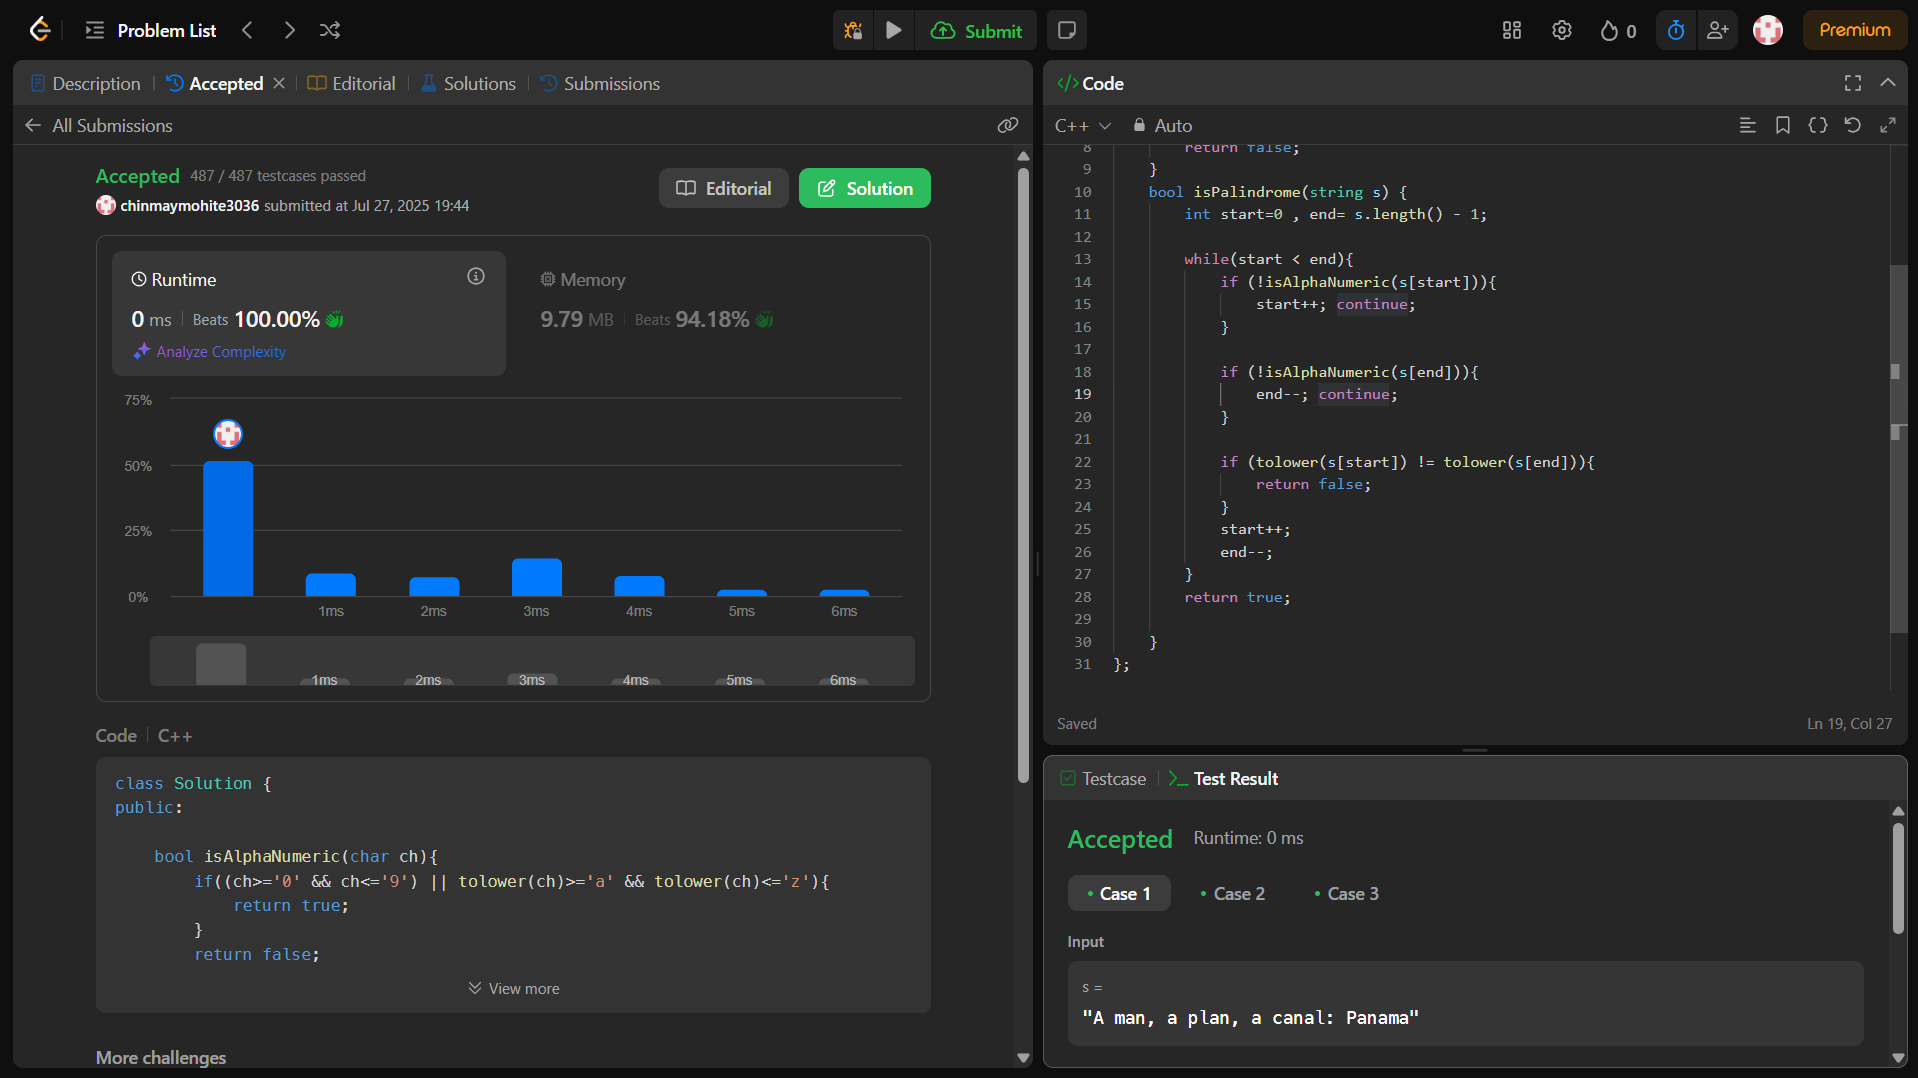 Problem List
Submit
0
Premium
Description
Accepted
Editorial
Solutions
Submissions
All Submissions
Accepted 487 / 487 testcases passed
chinmaymohite3036 submitted at Jul 27, 2025 19:44
Editorial
Solution
Runtime
0 ms Beats 100.00%
Analyze Complexity
Memory
9.79 MB Beats 94.18%
75%
50%
25%
0%
1ms 2ms 3ms 4ms 5ms 6ms
1ms 2ms 3ms 4ms 5ms 6ms
Code C++
class Solution {
public:
bool isAlphaNumeric(char ch){
if((ch>='0' && ch<='9') || tolower(ch)>='a' && tolower(ch)<='z'){
return true;
}
return false;
View more
More challenges
</> Code
C++ Auto
8 return false;
9 }
10 bool isPalindrome(string s) {
11 int start=0 , end= s.length() - 1;
12
13 while(start < end){
14 if (!isAlphaNumeric(s[start])){
15 start++; continue;
16 }
17
18 if (!isAlphaNumeric(s[end])){
19 end--; continue;
20 }
21
22 if (tolower(s[start]) != tolower(s[end])){
23 return false;
24 }
25 start++;
26 end--;
27 }
28 return true;
29
30 }
31 };
Saved
Ln 19, Col 27
Testcase
Test Result
Accepted Runtime: 0 ms
Case 1
Case 2
Case 3
Input
s =
"A man, a plan, a canal: Panama"